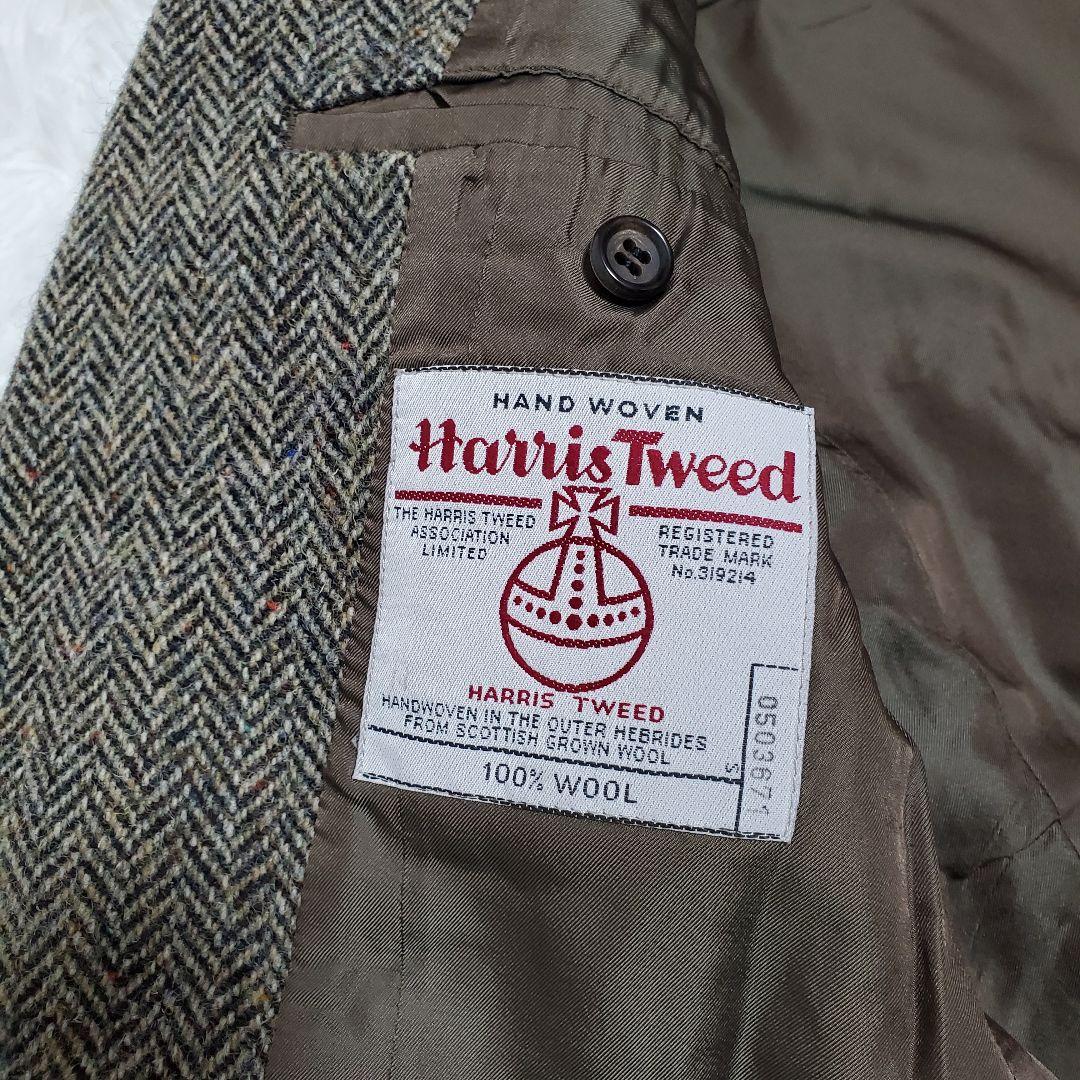 HAND WOVEN
Harris Tweed
THE HARRIS TWEED
ASSOCIATION
LIMITED
REGISTERED
TRADE MARK
No.319214
HARRIS TWEED
HANDWOVEN IN THE OUTER HEBRIDES
FROM SCOTTISH GROWN WOOL
100% WOOL
S
0503671